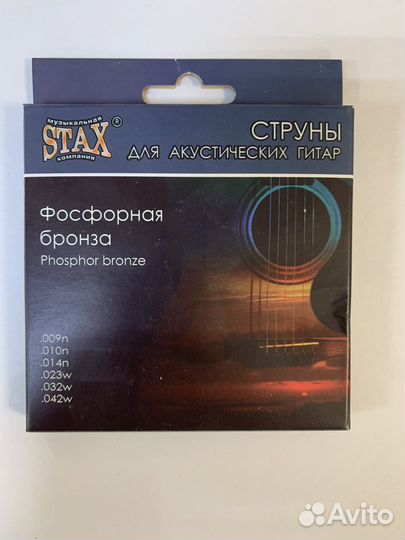 музыкальная
STAX®
компания
СТРУНЫ
ДЛЯ АКУСТИЧЕСКИХ ГИТАР
Фосфорная
бронза
Phosphor bronze
.009n
.010n
.014n
.023w
.032w
.042w
Avito